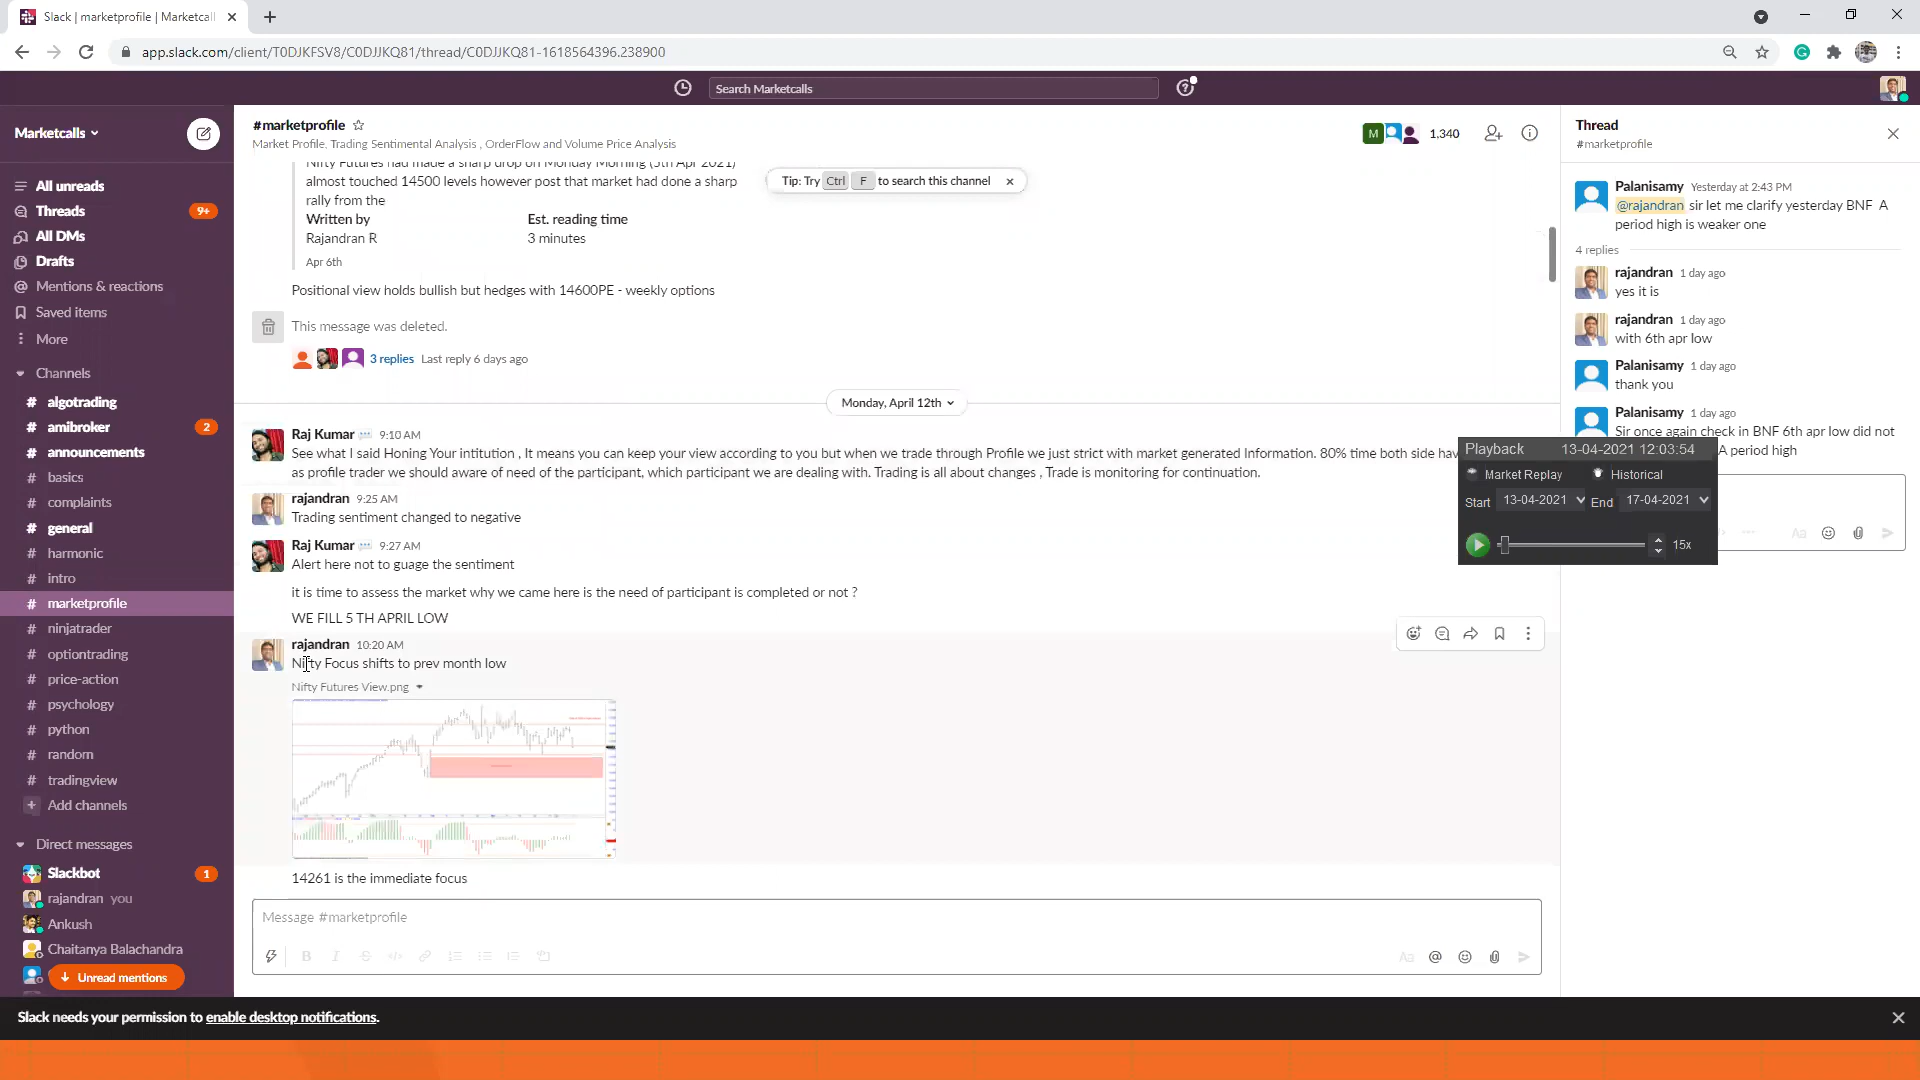 Slack | marketprofile | Marketcall
app.slack.com/client/T0DJKFSV8/C0DJJKQ81/thread/C0DJJKQ81-1618564396.238900
Search Marketcalls
Marketcalls
All unreads
Threads 9+
All DMs
Drafts
Mentions & reactions
Saved items
More
Channels
# algotrading
# amibroker 2
# announcements
# basics
# complaints
# general
# harmonic
# intro
# marketprofile
# ninjatrader
# optiontrading
# price-action
# psychology
# python
# random
# tradingview
+ Add channels
Direct messages
Slackbot 1
rajandran you
Ankush
Chaitanya Balachandra
Unread mentions
#marketprofile
Market Profile, Trading Sentimental Analysis , OrderFlow and Volume Price Analysis
M 1,340
Nifty Futures had made a sharp drop on Monday Morning (5th Apr 2021)
almost touched 14500 levels however post that market had done a sharp
rally from the
Tip: Try Ctrl F to search this channel
Written by Est. reading time
Rajandran R 3 minutes
Apr 6th
Positional view holds bullish but hedges with 14600PE - weekly options
This message was deleted.
3 replies Last reply 6 days ago
Monday, April 12th
Raj Kumar 9:10 AM
See what I said Honing Your intitution , It means you can keep your view according to you but when we trade through Profile we just strict with market generated Information. 80% time both side hav
as profile trader we should aware of need of the participant, which participant we are dealing with. Trading is all about changes , Trade is monitoring for continuation.
rajandran 9:25 AM
Trading sentiment changed to negative
Raj Kumar 9:27 AM
Alert here not to guage the sentiment
it is time to assess the market why we came here is the need of participant is completed or not ?
WE FILL 5 TH APRIL LOW
rajandran 10:20 AM
Nifty Focus shifts to prev month low
Nifty Futures View.png
14261 is the immediate focus
Message #marketprofile
Thread
#marketprofile
Palanisamy Yesterday at 2:43 PM
@rajandran sir let me clarify yesterday BNF A
period high is weaker one
4 replies
rajandran 1 day ago
yes it is
rajandran 1 day ago
with 6th apr low
Palanisamy 1 day ago
thank you
Palanisamy 1 day ago
Sir once again check in BNF 6th apr low did not
A period high
Playback 13-04-2021 12:03:54
Market Replay Historical
Start 13-04-2021 End 17-04-2021
15x
Slack needs your permission to enable desktop notifications.